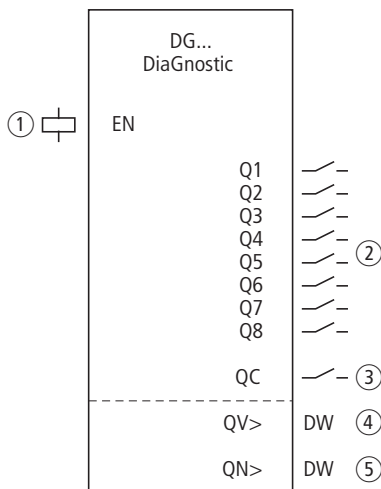 DG...
DiaGnostic
① EN
Q1
Q2
Q3
Q4
Q5 ②
Q6
Q7
Q8
QC ③
QV> DW ④
QN> DW ⑤